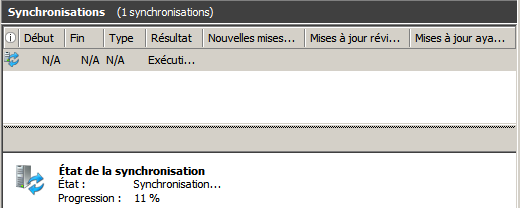 Synchronisations (1 synchronisations)
Début Fin Type Résultat Nouvelles mises... Mises à jour révi... Mises à jour aya...
N/A N/A N/A Exécuti...
État de la synchronisation
État : Synchronisation...
Progression : 11 %